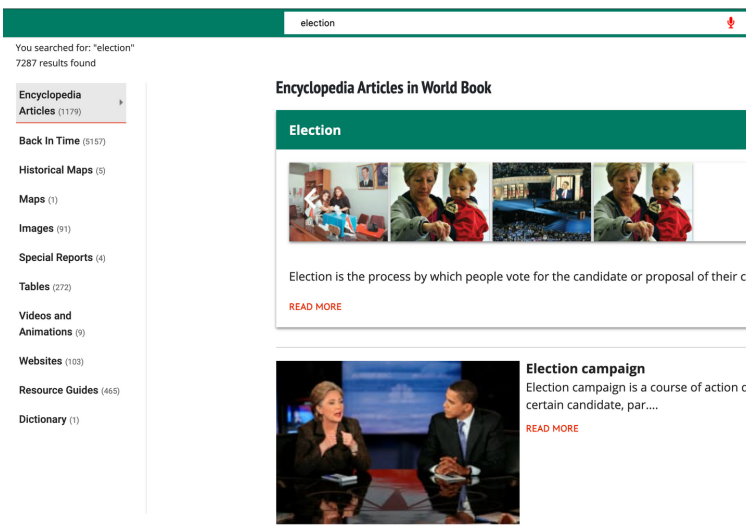 election
You searched for: "election"
7287 results found
Encyclopedia
Articles (1179)
Back In Time (5157)
Historical Maps (5)
Maps (1)
Images (91)
Special Reports (4)
Tables (272)
Videos and
Animations (9)
Websites (103)
Resource Guides (465)
Dictionary (1)
Encyclopedia Articles in World Book
Election
Election is the process by which people vote for the candidate or proposal of their c
READ MORE
Election campaign
Election campaign is a course of action c
certain candidate, par....
READ MORE